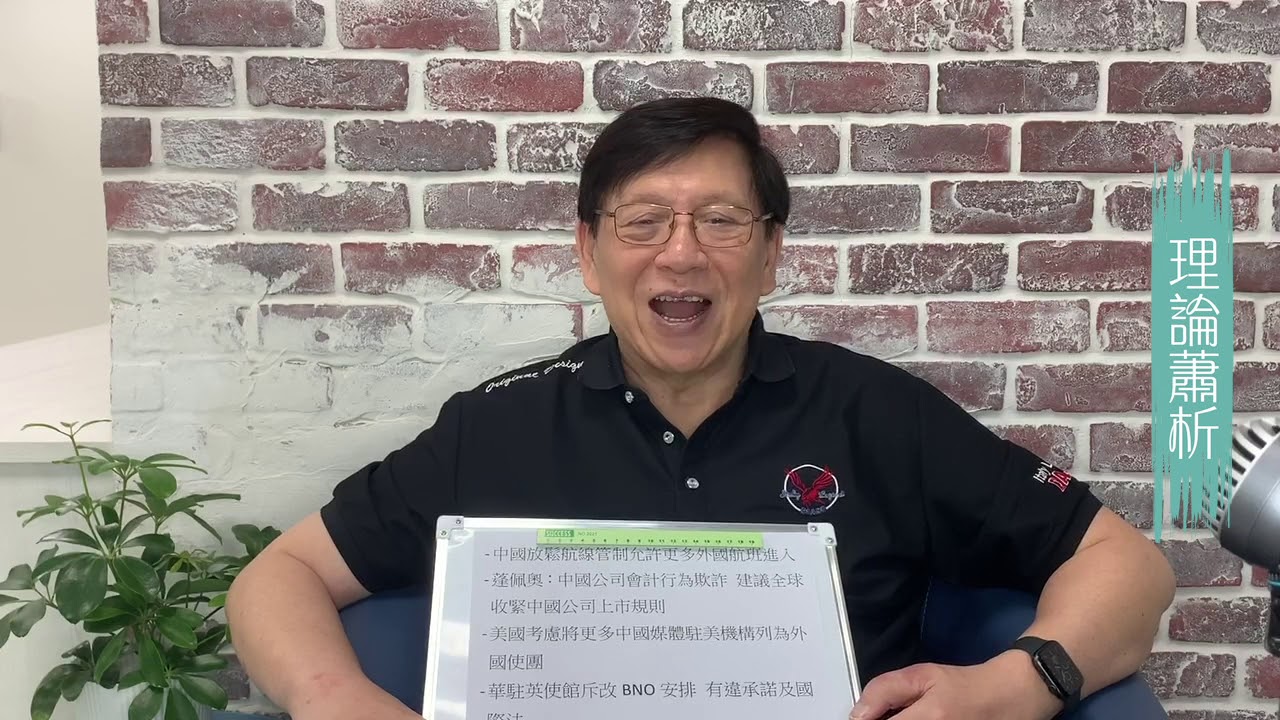 理論蕭析
Originne Design
SUCCESS
-中國放鬆航線管制允許更多外國航班進入
-蓬佩奧：中國公司會計行為欺詐 建議全球
收緊中國公司上市規則
-美國考慮將更多中國媒體駐美機構列為外
國使團
-華駐英使館斥改 BNO 安排 有違承諾及國
際法